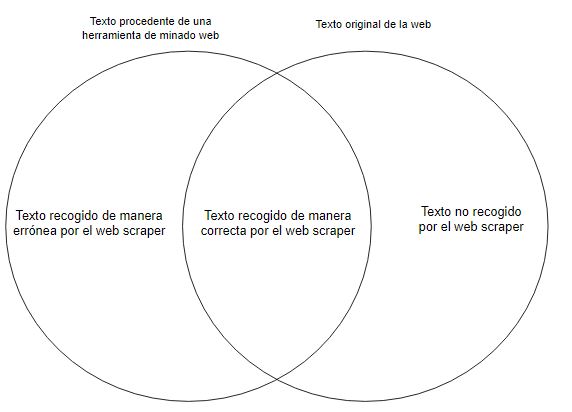 Texto procedente de una
herramienta de minado web
Texto original de la web
Texto recogido de manera
errónea por el web scraper
Texto recogido de manera
correcta por el web scraper
Texto no recogido
por el web scraper